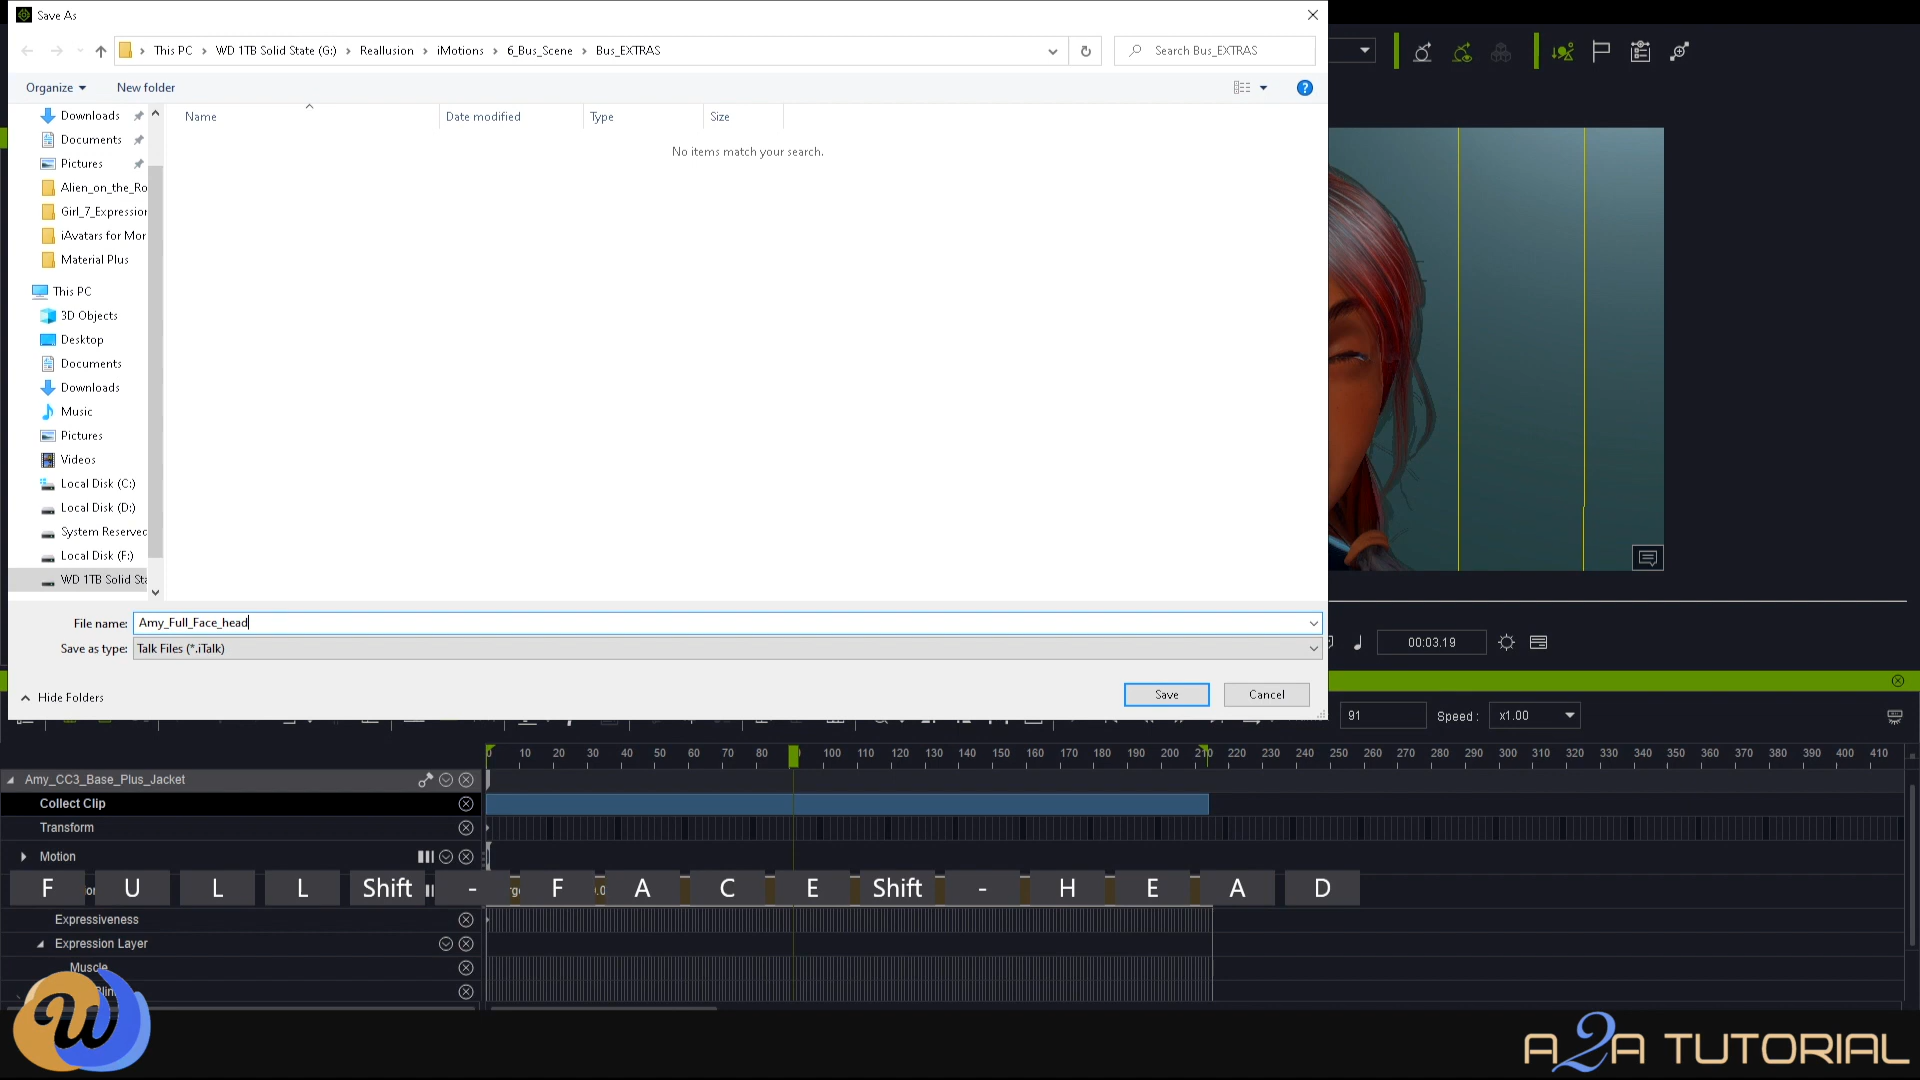 Save As
This PC > WD 1TB Solid State (G:) > Reallusion > iMotions > 6_Bus_Scene > Bus_EXTRAS
Search Bus_EXTRAS
Organize
New folder
Name
Date modified
Type
Size
No items match your search.
Downloads
Documents
Pictures
Alien_on_the_Ro
Girl_7_Expression
iAvatars for Mor
Material Plus
This PC
3D Objects
Desktop
Documents
Downloads
Music
Pictures
Videos
Local Disk (C:)
Local Disk (D:)
System Reserved
Local Disk (F:)
WD 1TB Solid Sta
File name: Amy_Full_Face_head
Save as type: Talk Files (*.iTalk)
Hide Folders
Save
Cancel
00:03.19
91
Speed :
x1.00
0 10 20 30 40 50 60 70 80 100 110 120 130 140 150 160 170 180 190 200 210 220 230 240 250 260 270 280 290 300 310 320 330 340 350 360 370 380 390 400 410
Amy_CC3_Base_Plus_Jacket
Collect Clip
Transform
Motion
F U L L Shift - F A C E Shift - H E A D
Expressiveness
Expression Layer
Muscle
A2A TUTORIAL